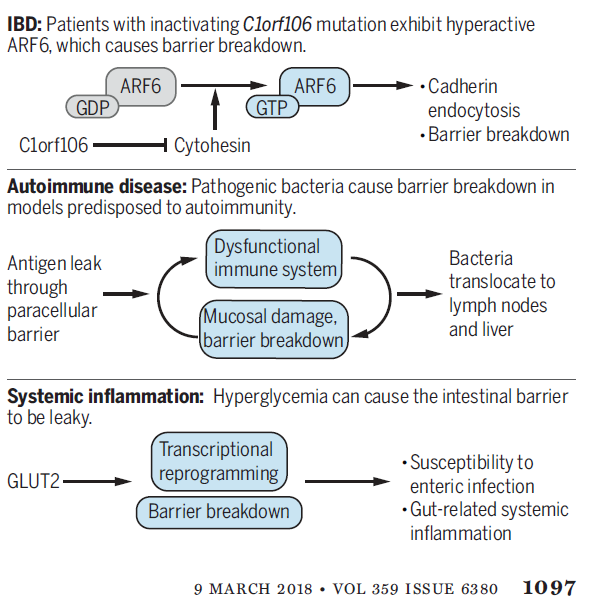 IBD: Patients with inactivating C1orf106 mutation exhibit hyperactive
ARF6, which causes barrier breakdown.
ARF6
GDP
ARF6
GTP
• Cadherin
endocytosis
• Barrier breakdown
C1orf106
Cytohesin
Autoimmune disease: Pathogenic bacteria cause barrier breakdown in
models predisposed to autoimmunity.
Antigen leak
through
paracellular
barrier
Dysfunctional
immune system
Mucosal damage,
barrier breakdown
Bacteria
translocate to
lymph nodes
and liver
Systemic inflammation: Hyperglycemia can cause the intestinal barrier
to be leaky.
GLUT2
Transcriptional
reprogramming
Barrier breakdown
• Susceptibility to
enteric infection
• Gut-related systemic
inflammation
9 MARCH 2018 • VOL 359 ISSUE 6380 1097